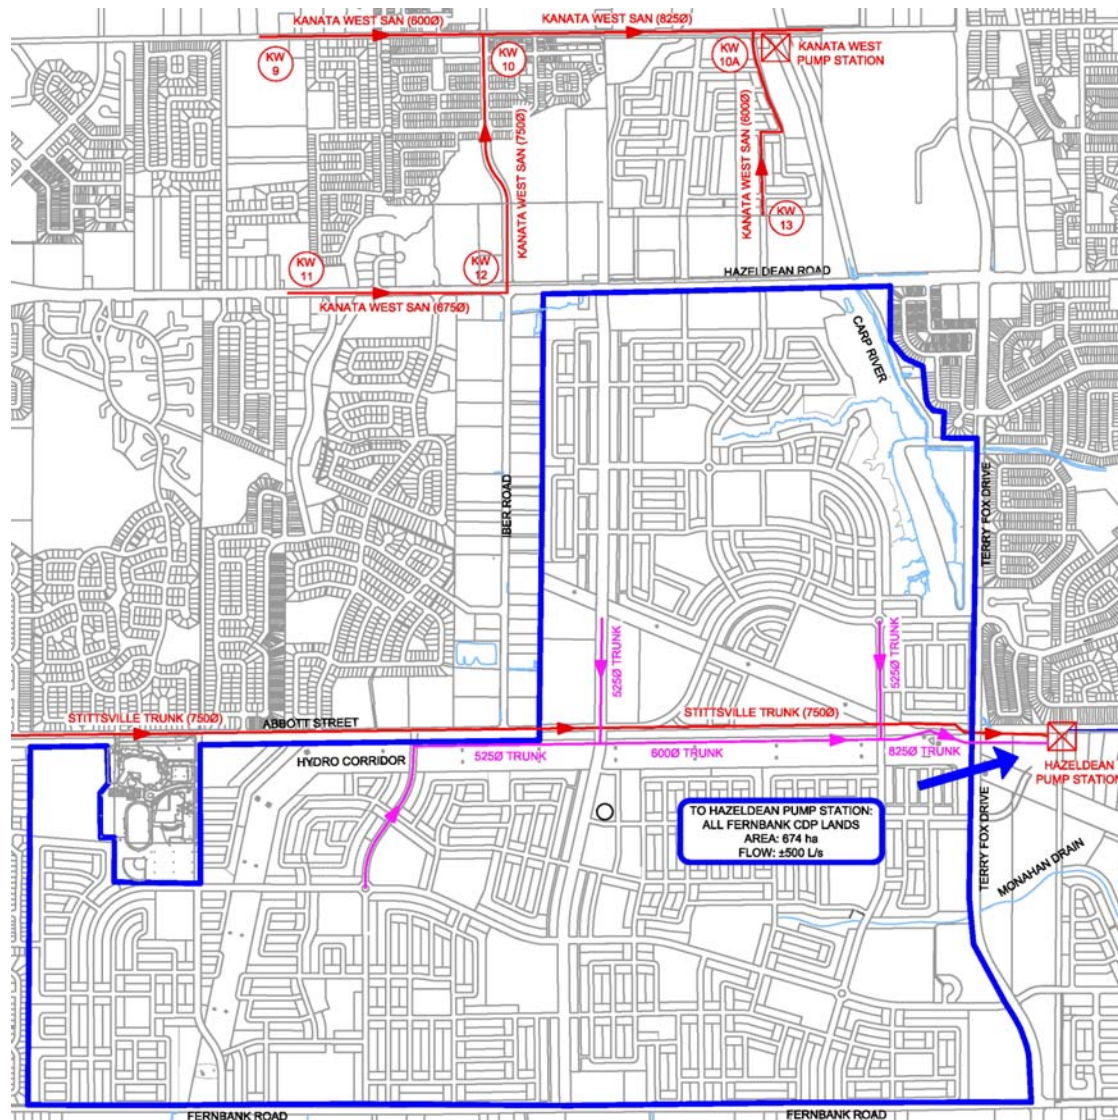 KANATA WEST SAN (600Ø)
KANATA WEST SAN (825Ø)
KW
9
KW
10
KW
10A
KANATA WEST
PUMP STATION
KANATA WEST SAN (750Ø)
KANATA WEST SAN (600Ø)
KW
13
KW
11
KW
12
HAZELDEAN ROAD
KANATA WEST SAN (675Ø)
CARP RIVER
IBER ROAD
TERRY FOX DRIVE
525Ø TRUNK
525Ø TRUNK
STITTSVILLE TRUNK (750Ø)
ABBOTT STREET
STITTSVILLE TRUNK (750Ø)
HYDRO CORRIDOR
525Ø TRUNK
600Ø TRUNK
825Ø TRUNK
HAZELDEAN
PUMP STATION
TO HAZELDEAN PUMP STATION:
ALL FERNBANK CDP LANDS
AREA: 674 ha
FLOW: ±500 L/s
TERRY FOX DRIVE
MONAHAN DRAIN
FERNBANK ROAD
FERNBANK ROAD